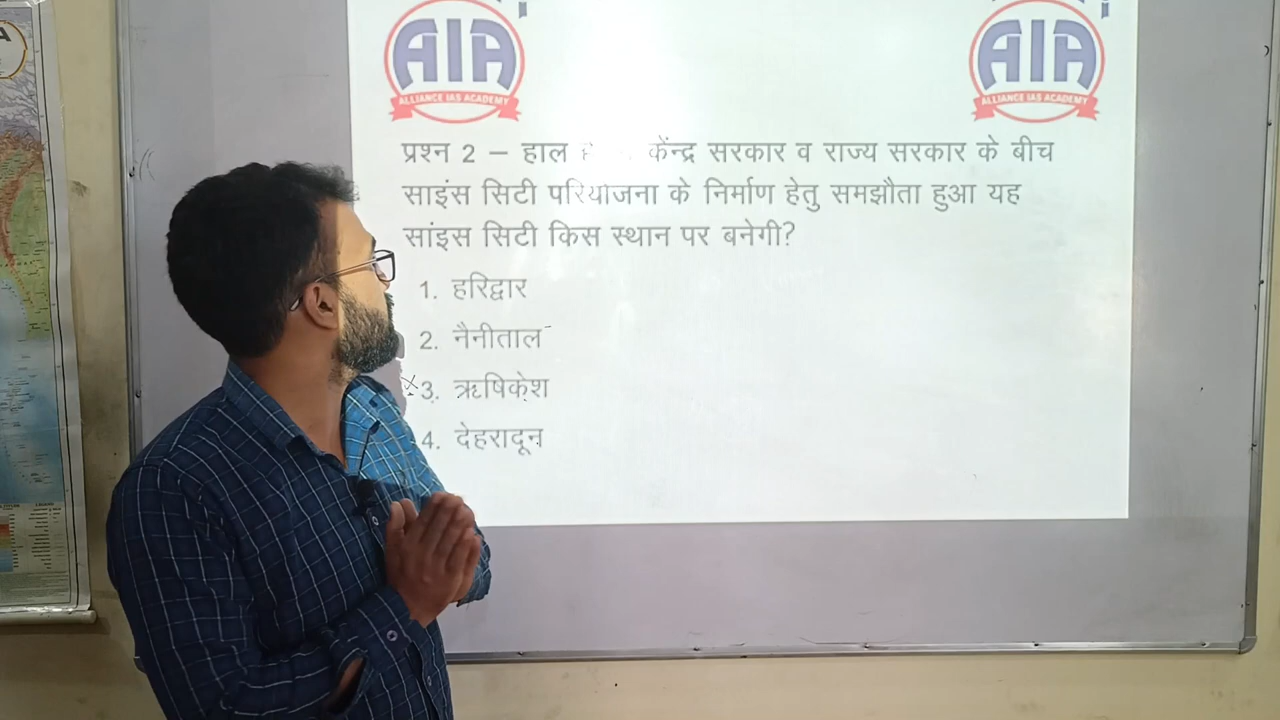 AIA
ALLIANCE IAS ACADEMY
AIA
ALLIANCE IAS ACADEMY
प्रश्न 2 – हाल केन्द्र सरकार व राज्य सरकार के बीच
साइंस सिटी परियोजना के निर्माण हेतु समझौता हुआ यह
सांइस सिटी किस स्थान पर बनेगी?
1. हरिद्वार
2. नैनीताल
3. ऋषिकेश
4. देहरादून